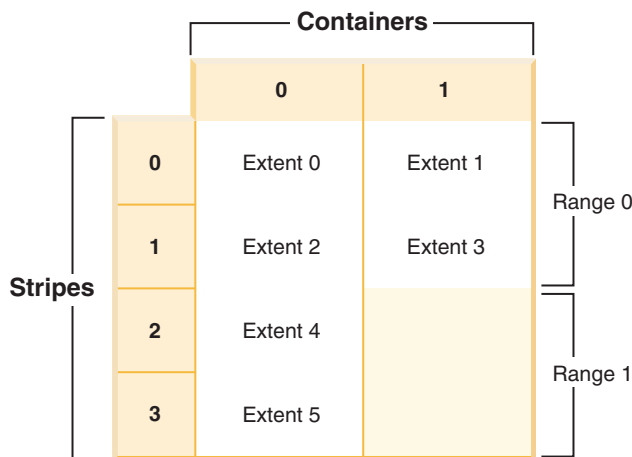 Containers
0 1
0 Extent 0 Extent 1
Range 0
1 Extent 2 Extent 3
Stripes
2 Extent 4
Range 1
3 Extent 5